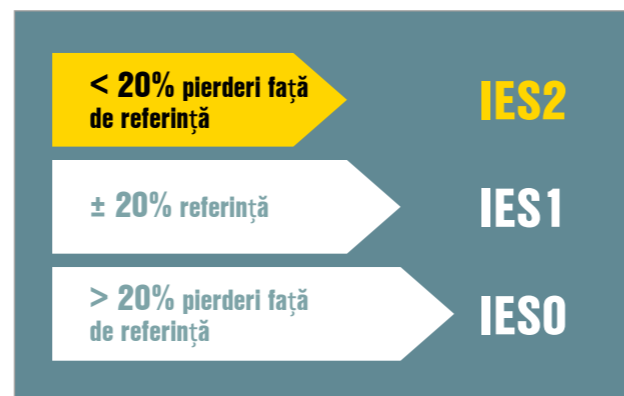 < 20% pierderi față
de referință
IES2
± 20% referință
IES1
> 20% pierderi față
de referință
IES0